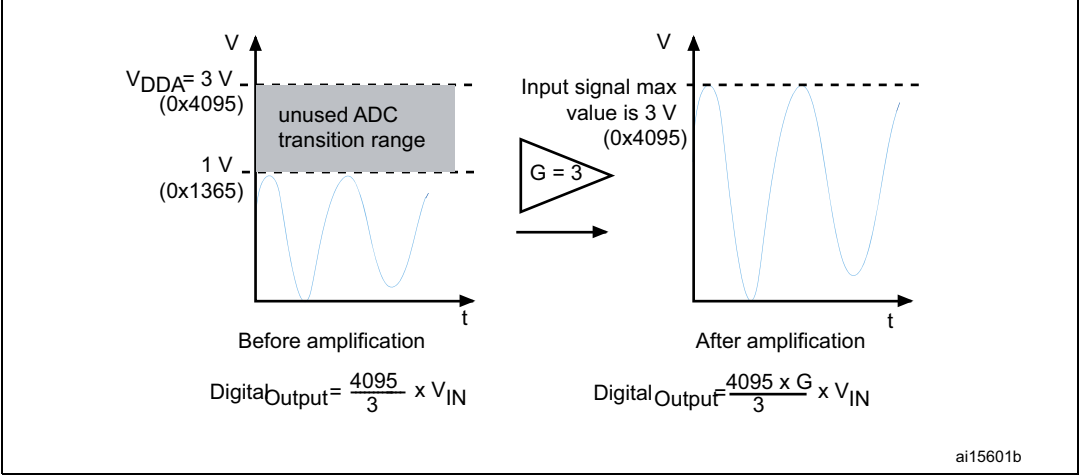 V
V_DDA = 3 V
(0x4095)
unused ADC
transition range
1 V
(0x1365)
t
Before amplification
Digital_Output = 4095/3 x V_IN
G = 3
V
Input signal max
value is 3 V
(0x4095)
t
After amplification
Digital_Output = 4095 x G/3 x V_IN
ai15601b